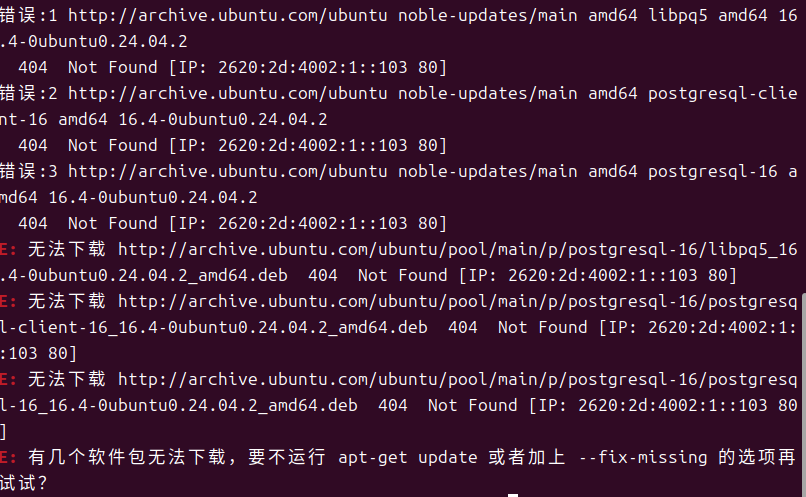 错误:1 http://archive.ubuntu.com/ubuntu noble-updates/main amd64 libpq5 amd64 16
.4-0ubuntu0.24.04.2
  404  Not Found [IP: 2620:2d:4002:1::103 80]
错误:2 http://archive.ubuntu.com/ubuntu noble-updates/main amd64 postgresql-clie
nt-16 amd64 16.4-0ubuntu0.24.04.2
  404  Not Found [IP: 2620:2d:4002:1::103 80]
错误:3 http://archive.ubuntu.com/ubuntu noble-updates/main amd64 postgresql-16 a
md64 16.4-0ubuntu0.24.04.2
  404  Not Found [IP: 2620:2d:4002:1::103 80]
E: 无法下载 http://archive.ubuntu.com/ubuntu/pool/main/p/postgresql-16/libpq5_16
.4-0ubuntu0.24.04.2_amd64.deb  404  Not Found [IP: 2620:2d:4002:1::103 80]
E: 无法下载 http://archive.ubuntu.com/ubuntu/pool/main/p/postgresql-16/postgresq
l-client-16_16.4-0ubuntu0.24.04.2_amd64.deb  404  Not Found [IP: 2620:2d:4002:1:
:103 80]
E: 无法下载 http://archive.ubuntu.com/ubuntu/pool/main/p/postgresql-16/postgresq
l-16_16.4-0ubuntu0.24.04.2_amd64.deb  404  Not Found [IP: 2620:2d:4002:1::103 80
]
E: 有几个软件包无法下载，要不运行 apt-get update 或者加上 --fix-missing 的选项再
试试？